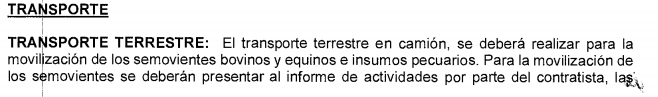 TRANSPORTE
TRANSPORTE TERRESTRE: El transporte terrestre en camión, se deberá realizar para la
movilización de los semovientes bovinos y equinos e insumos pecuarios. Para la movilización de
los semovientes se deberán presentar al informe de actividades por parte del contratista, las